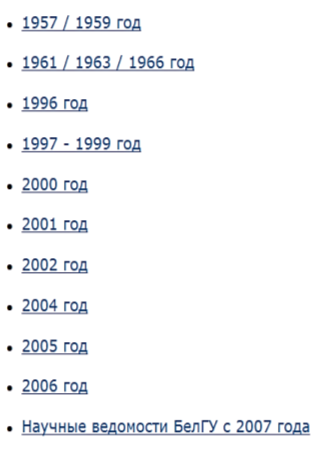 1957 / 1959 год
1961 / 1963 / 1966 год
1996 год
1997 - 1999 год
2000 год
2001 год
2002 год
2004 год
2005 год
2006 год
Научные ведомости БелГУ с 2007 года